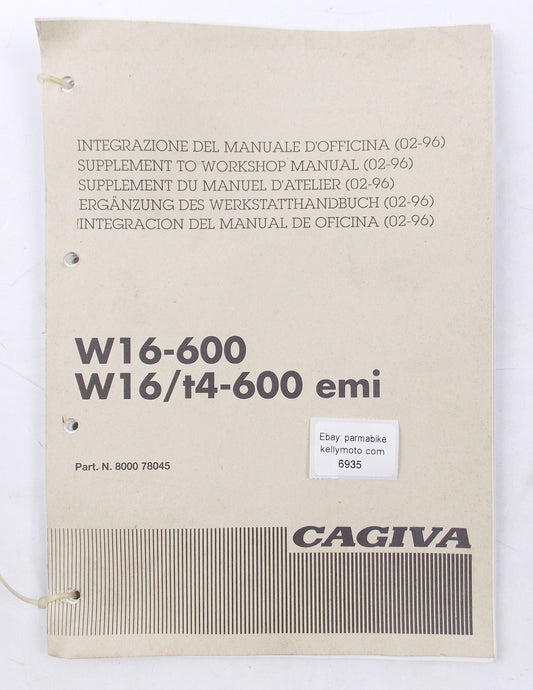 INTEGRAZIONE DEL MANUALE D'OFFICINA (02-96)
SUPPLEMENT TO WORKSHOP MANUAL (02-96)
SUPPLEMENT DU MANUEL D'ATELIER (02-96)
ERGÄNZUNG DES WERKSTATTHANDBUCH (02-96)
INTEGRACION DEL MANUAL DE OFICINA (02-96)
W16-600
W16/t4-600 emi
Ebay parmabike
kellymoto.com
6935
Part. N. 8000 78045
CAGIVA